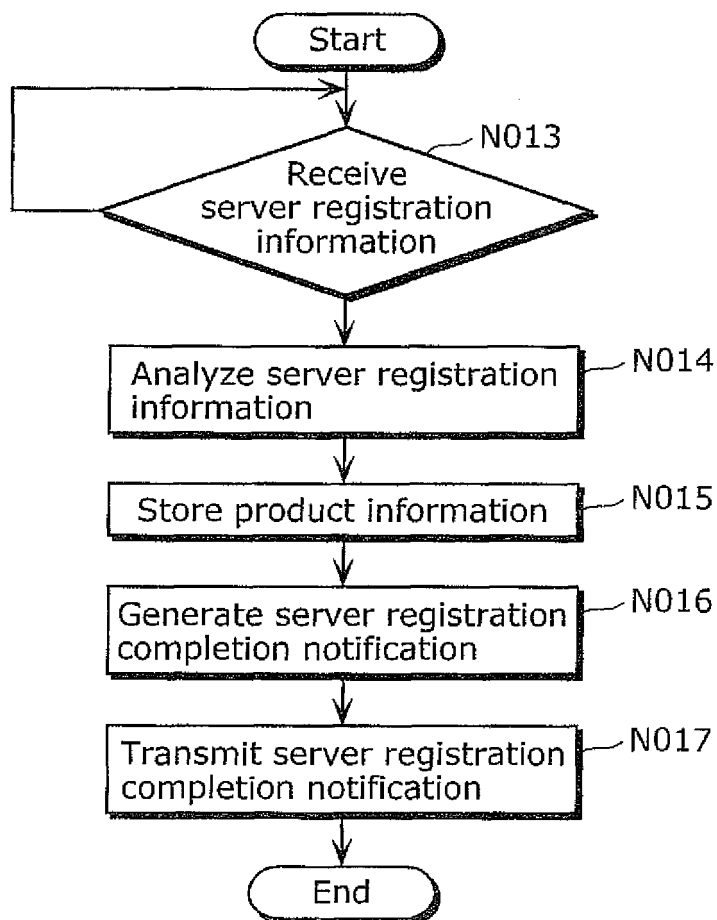 Start
N013
Receive
server registration
information
N014
Analyze server registration
information
N015
Store product information
N016
Generate server registration
completion notification
N017
Transmit server registration
completion notification
End